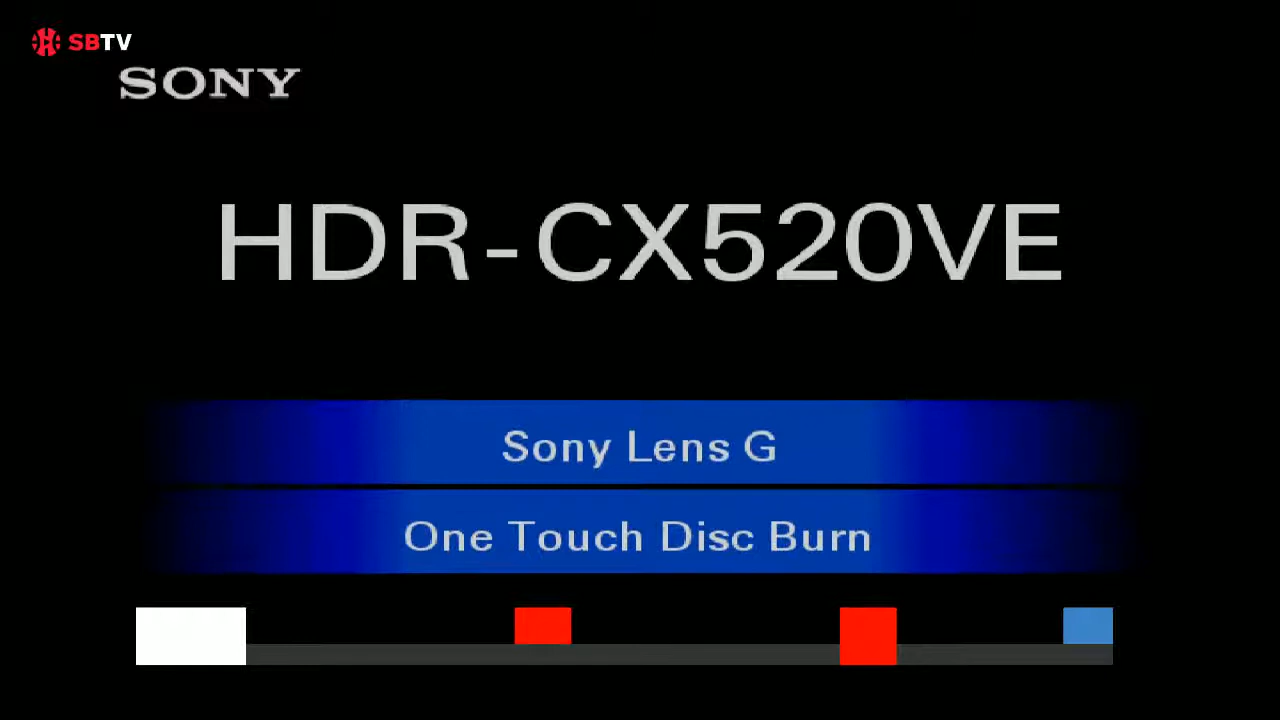 SBTV
SONY
HDR-CX520VE
Sony Lens G
One Touch Disc Burn